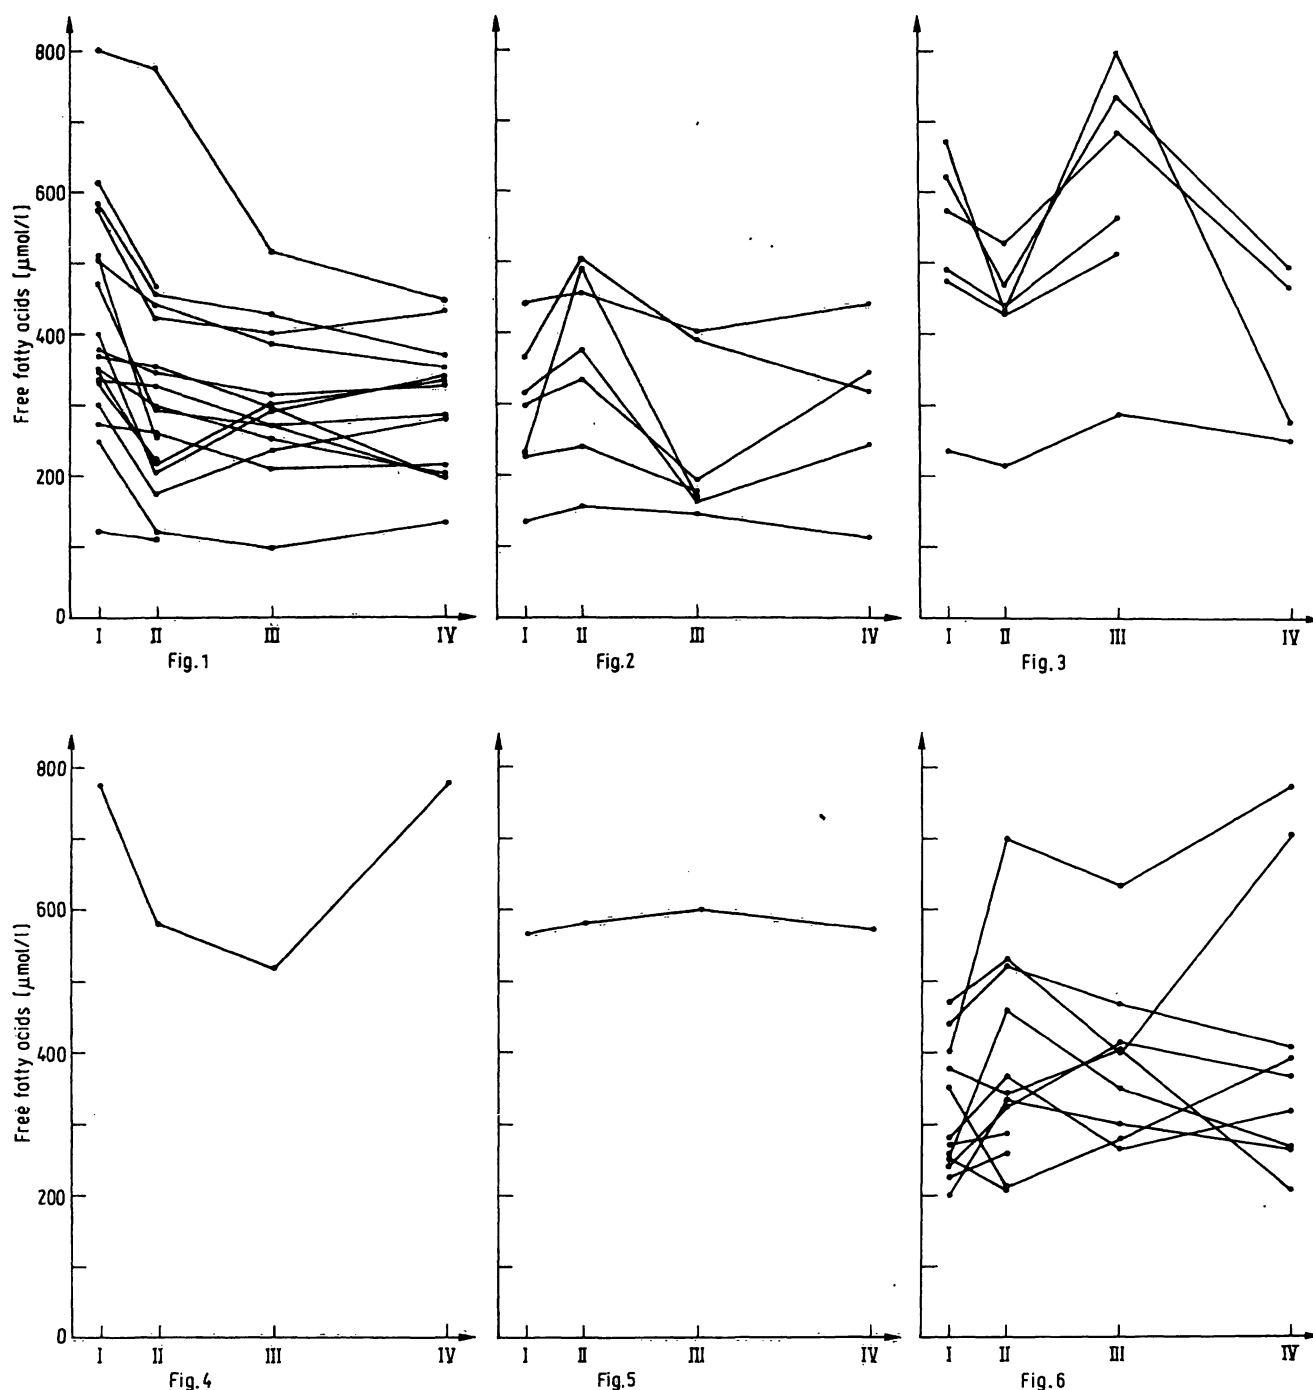 Free fatty acids [µmol/l]
800
600
400
200
0
I II III IV
Fig.1
I II III IV
Fig.2
I II III IV
Fig.3
Free fatty acids [µmol/l]
800
600
400
200
0
I II III IV
Fig.4
I II III IV
Fig.5
I II III IV
Fig.6